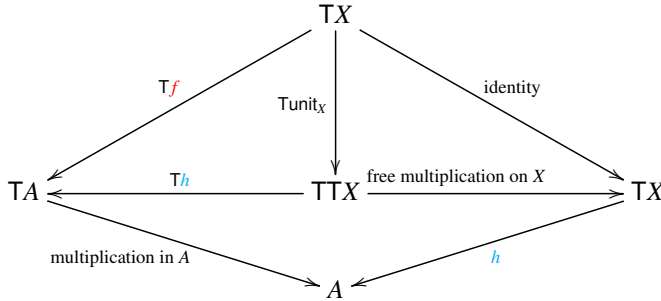 TX
Tf
identity
Tunit_X
Th
free multiplication on X
TA
TTX
TX
multiplication in A
h
A